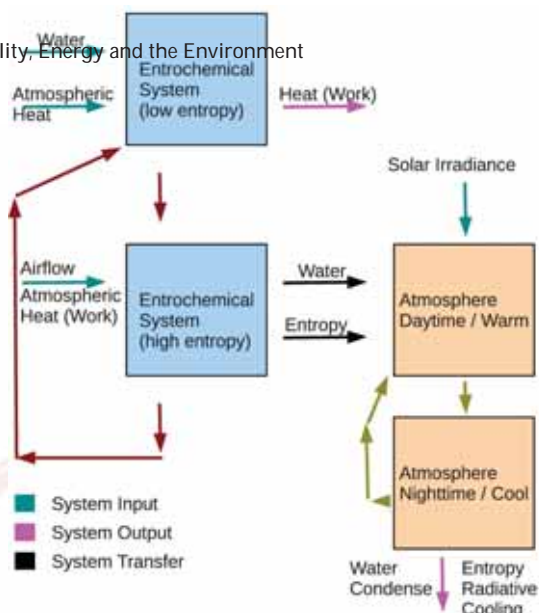 Water
lity, Energy and the Environment
Atmospheric
Heat
Entrochemical
System
(low entropy)
Heat (Work)
Solar Irradiance
Airflow
Atmospheric
Heat (Work)
Entrochemical
System
(high entropy)
Water
Entropy
Atmosphere
Daytime / Warm
Atmosphere
Nighttime / Cool
System Input
System Output
System Transfer
Water
Condense
Entropy
Radiative
Cooling